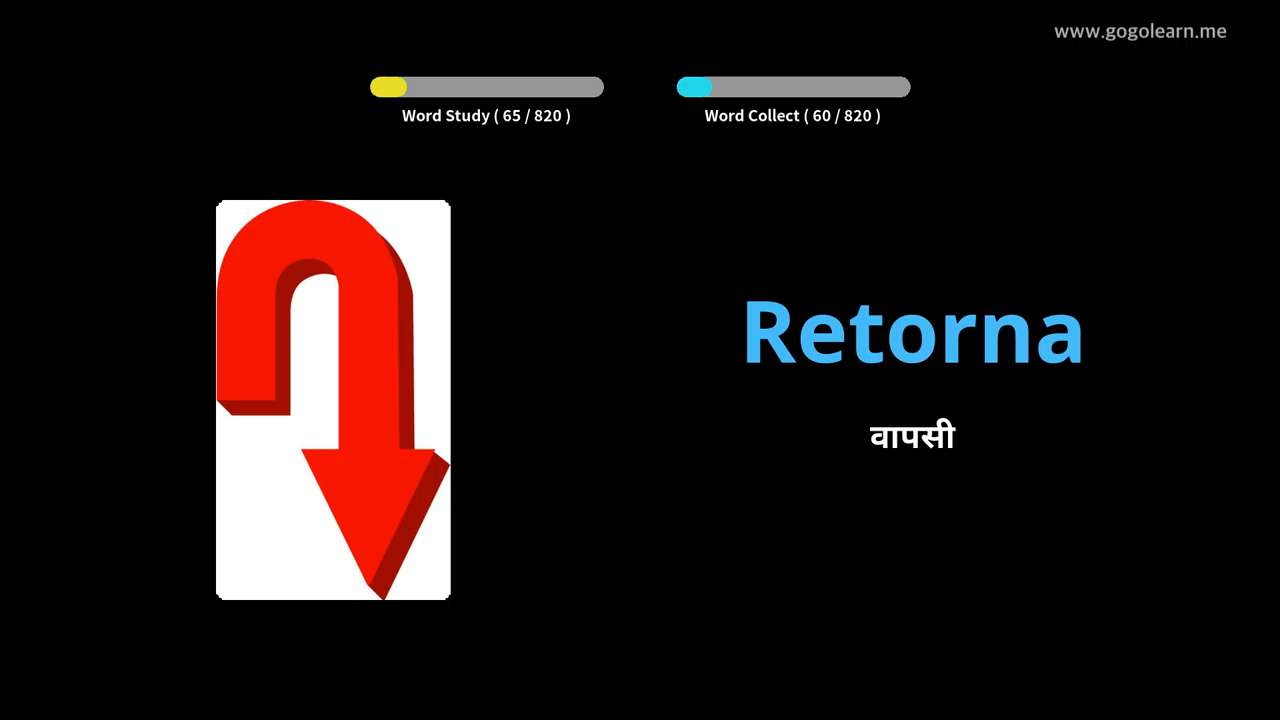 www.gogolearn.me
Word Study ( 65 / 820 )
Word Collect ( 60 / 820 )
Retorna
वापसी